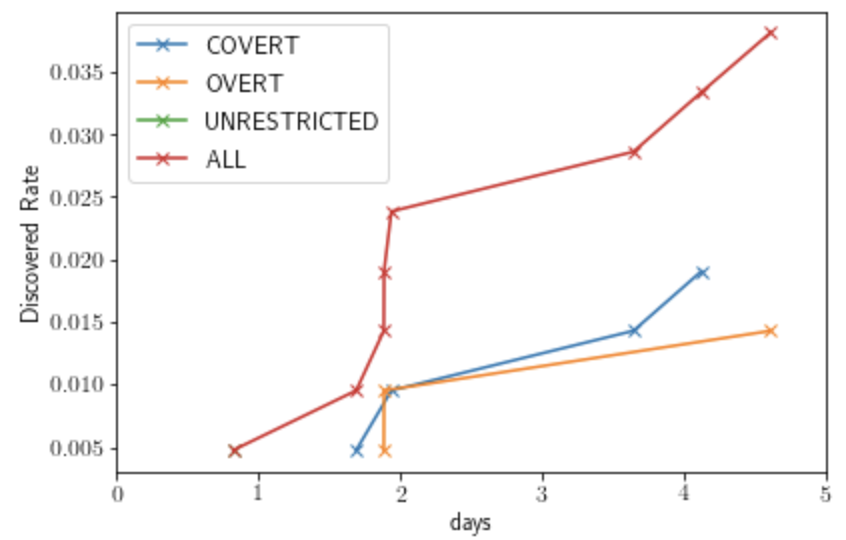 COVERT
OVERT
UNRESTRICTED
ALL
0.035
0.030
0.025
0.020
0.015
0.010
0.005
Discovered Rate
0 1 2 3 4 5
days